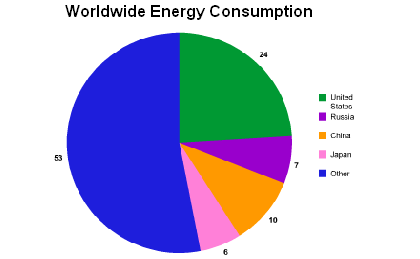 Worldwide Energy Consumption
24
United
States
Russia
53
China
7
Japan
Other
10
6